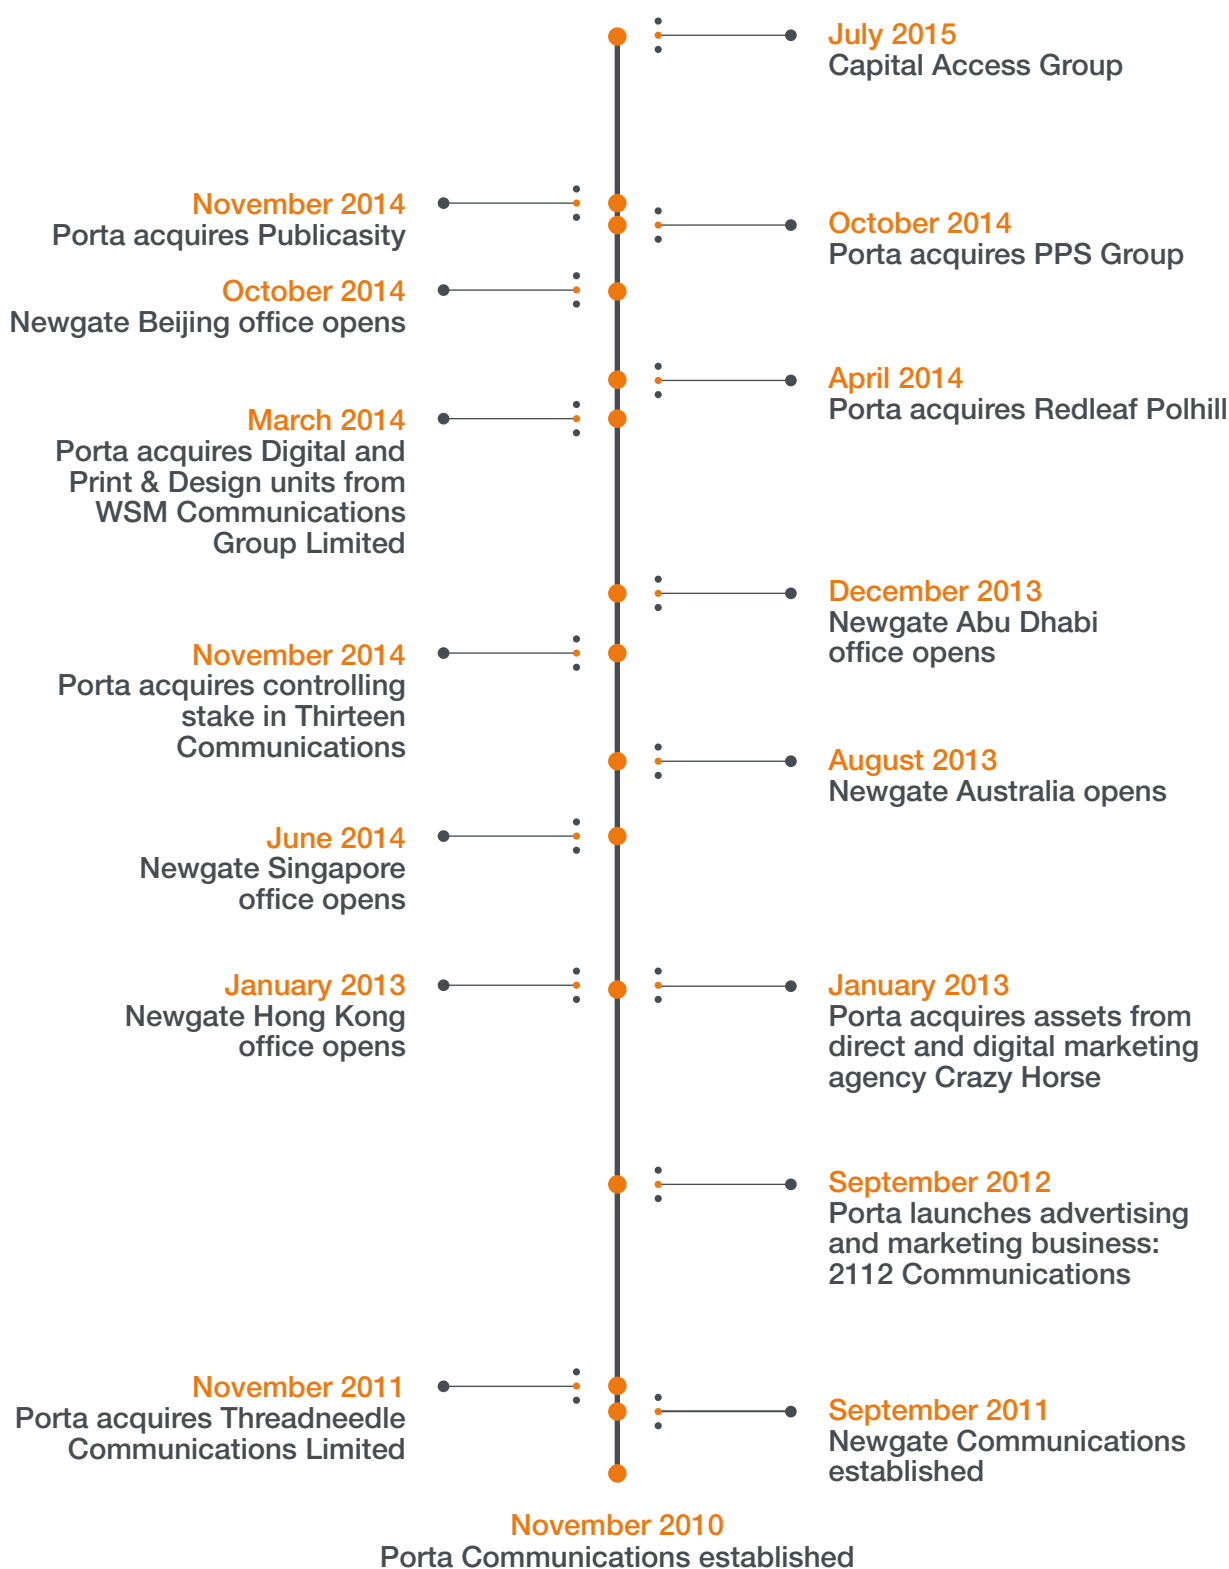 July 2015
Capital Access Group
November 2014
Porta acquires Publicasity
October 2014
Porta acquires PPS Group
October 2014
Newgate Beijing office opens
April 2014
Porta acquires Redleaf Polhill
March 2014
Porta acquires Digital and
Print & Design units from
WSM Communications
Group Limited
December 2013
Newgate Abu Dhabi
office opens
November 2014
Porta acquires controlling
stake in Thirteen
Communications
August 2013
Newgate Australia opens
June 2014
Newgate Singapore
office opens
January 2013
Newgate Hong Kong
office opens
January 2013
Porta acquires assets from
direct and digital marketing
agency Crazy Horse
September 2012
Porta launches advertising
and marketing business:
2112 Communications
November 2011
Porta acquires Threadneedle
Communications Limited
September 2011
Newgate Communications
established
November 2010
Porta Communications established